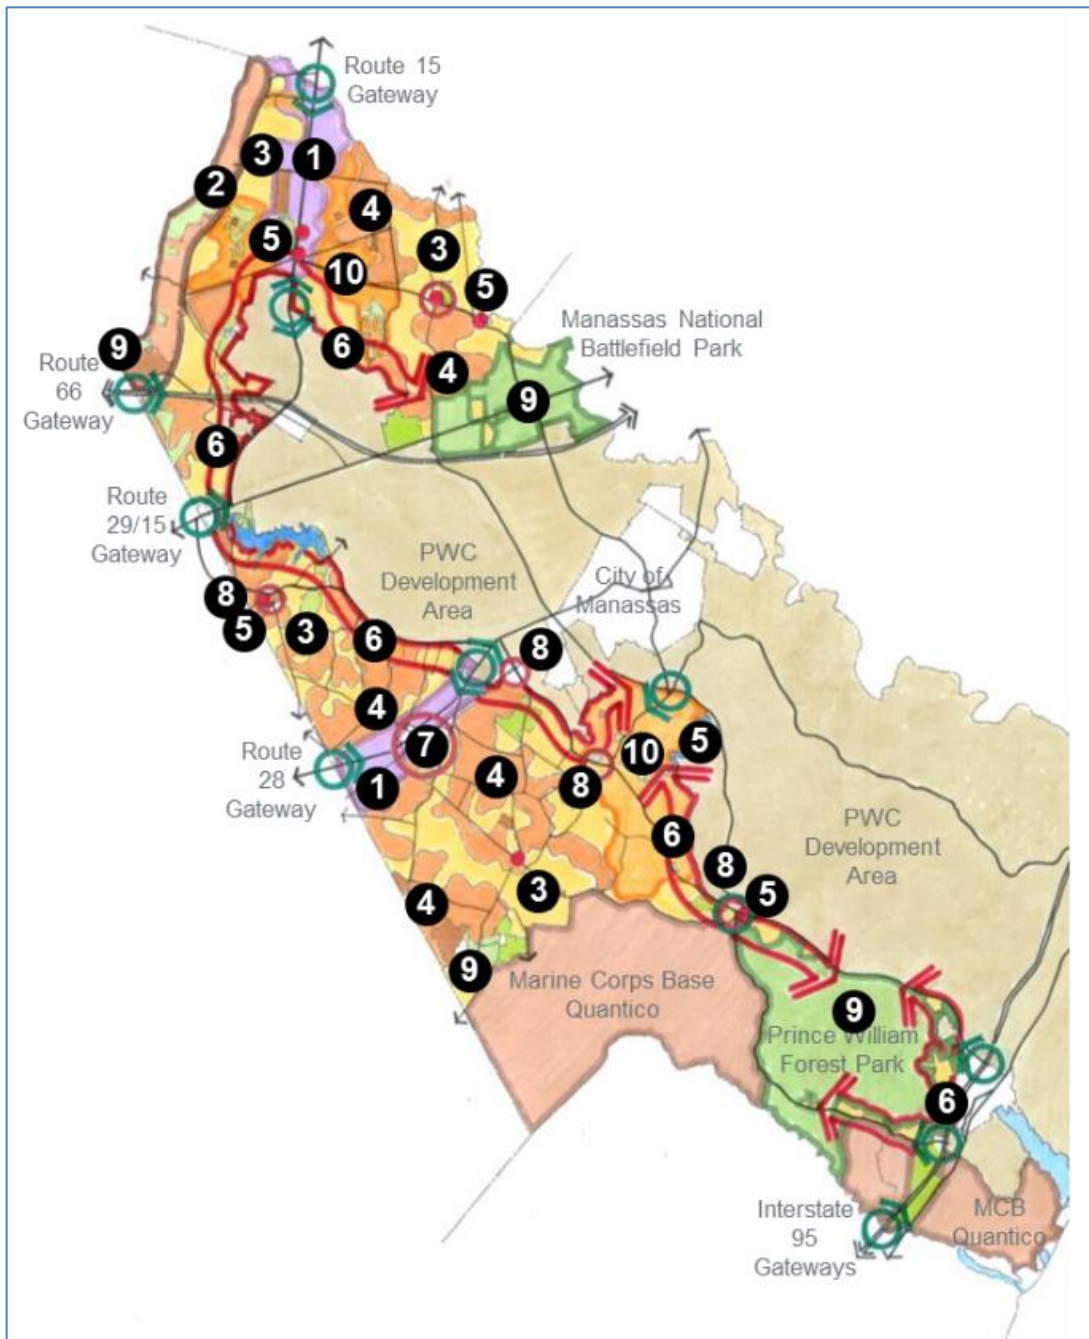 Route 15
Gateway
3
1
2
4
5
3
10
5
6
Manassas National
Battlefield Park
9
Route
66
Gateway
4
9
6
Route
29/15
Gateway
PWC
Development
Area
City of
Manassas
8
5
3
6
8
4
7
Route
28
Gateway
1
4
8
10
5
6
8
5
PWC
Development
Area
4
3
9
Marine Corps Base
Quantico
9
Prince William
Forest Park
6
Interstate
95
Gateways
MCB
Quantico